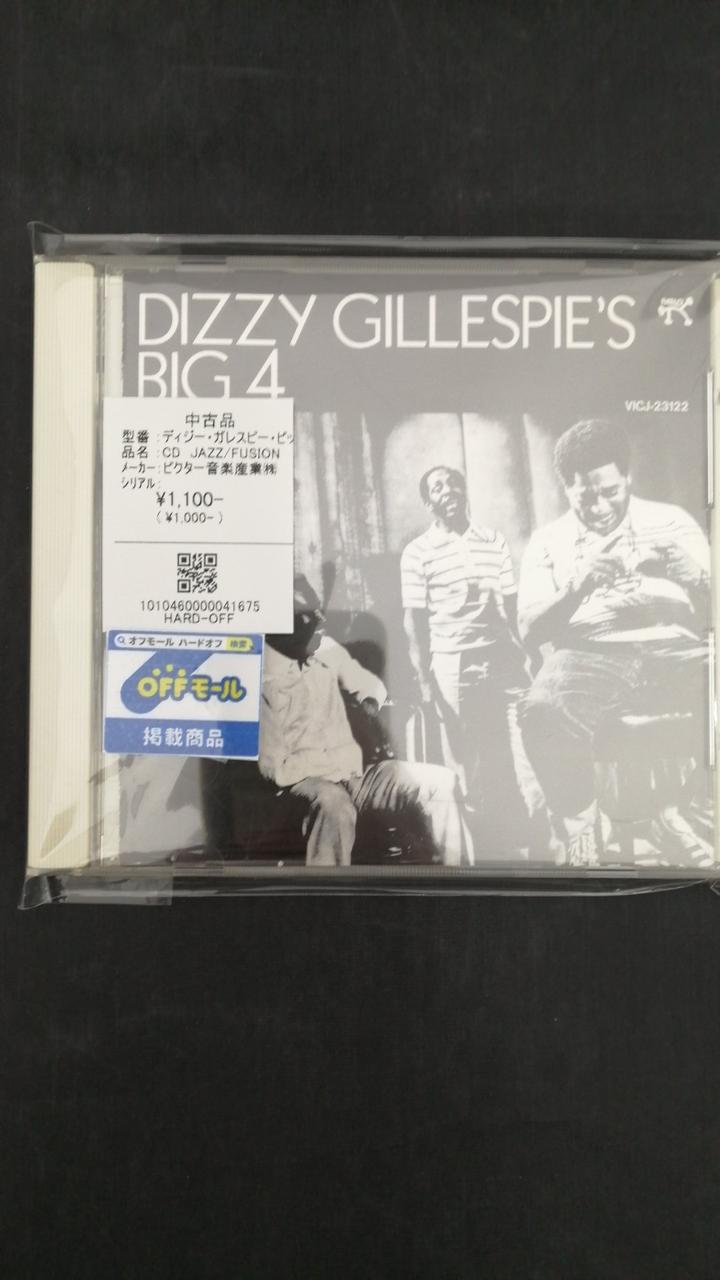 DIZZY GILLESPIE'S
BIG 4
VICJ-23122
中古品
型番 :ディジー・ガレスピー・ビッ
品名 :CD JAZZ/FUSION
メーカー:ビクター音楽産業㈱
シリアル:
¥1,100-
(¥1,000-)
1010460000041675
HARD-OFF
オフモール ハードオフ 検索
OFFモール
掲載商品